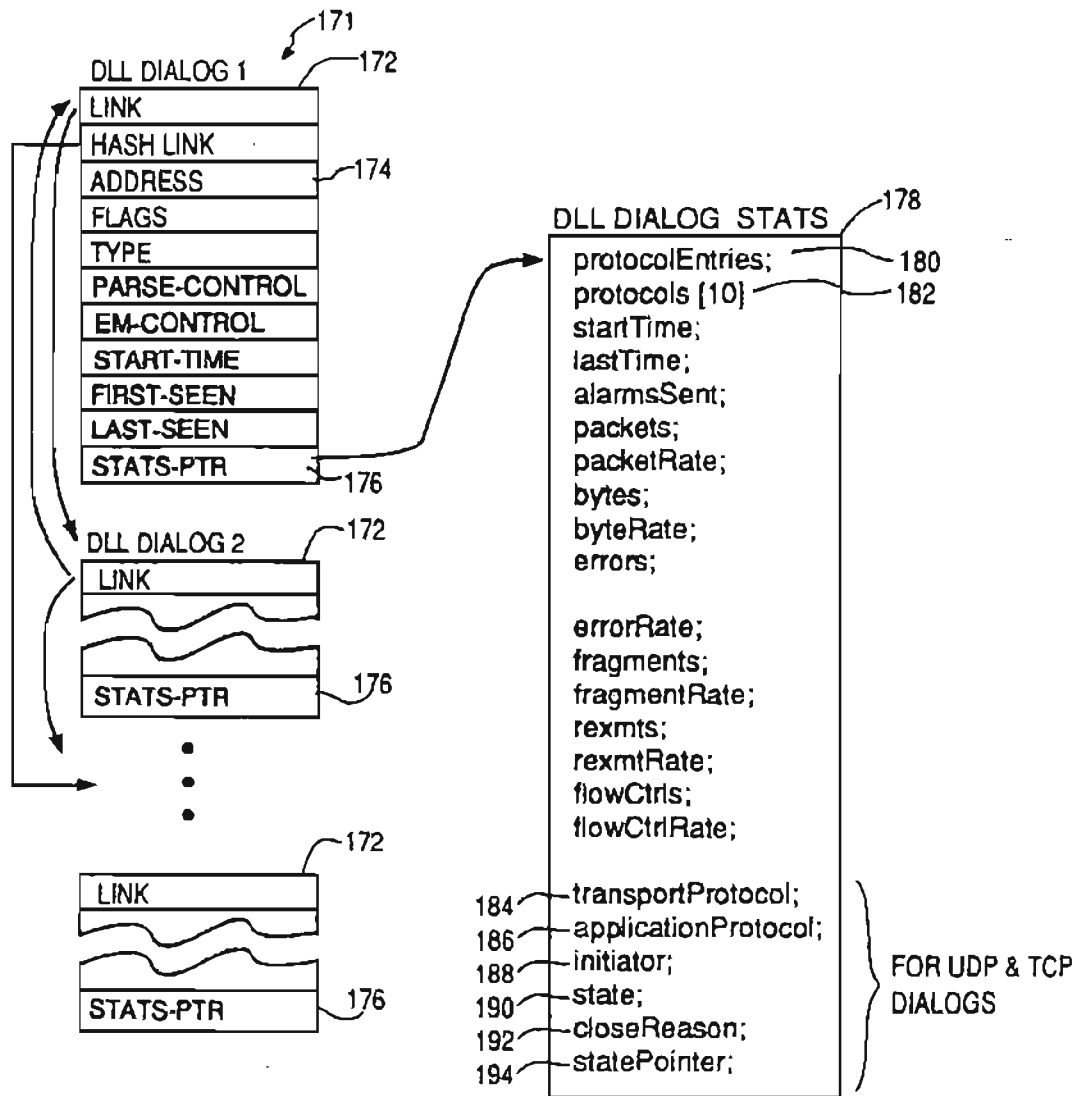 171
DLL DIALOG 1
172
LINK
HASH LINK
ADDRESS
174
FLAGS
TYPE
PARSE-CONTROL
EM-CONTROL
START-TIME
FIRST-SEEN
LAST-SEEN
STATS-PTR
176
DLL DIALOG 2
172
LINK
STATS-PTR
176
172
LINK
STATS-PTR
176
DLL DIALOG STATS
178
protocolEntries;
180
protocols [10]
182
startTime;
lastTime;
alarmsSent;
packets;
packetRate;
bytes;
byteRate;
errors;
errorRate;
fragments;
fragmentRate;
rexmts;
rexmtRate;
flowCtrls;
flowCtrlRate;
184 transportProtocol;
186 applicationProtocol;
188 initiator;
190 state;
192 closeReason;
194 statePointer;
FOR UDP & TCP
DIALOGS